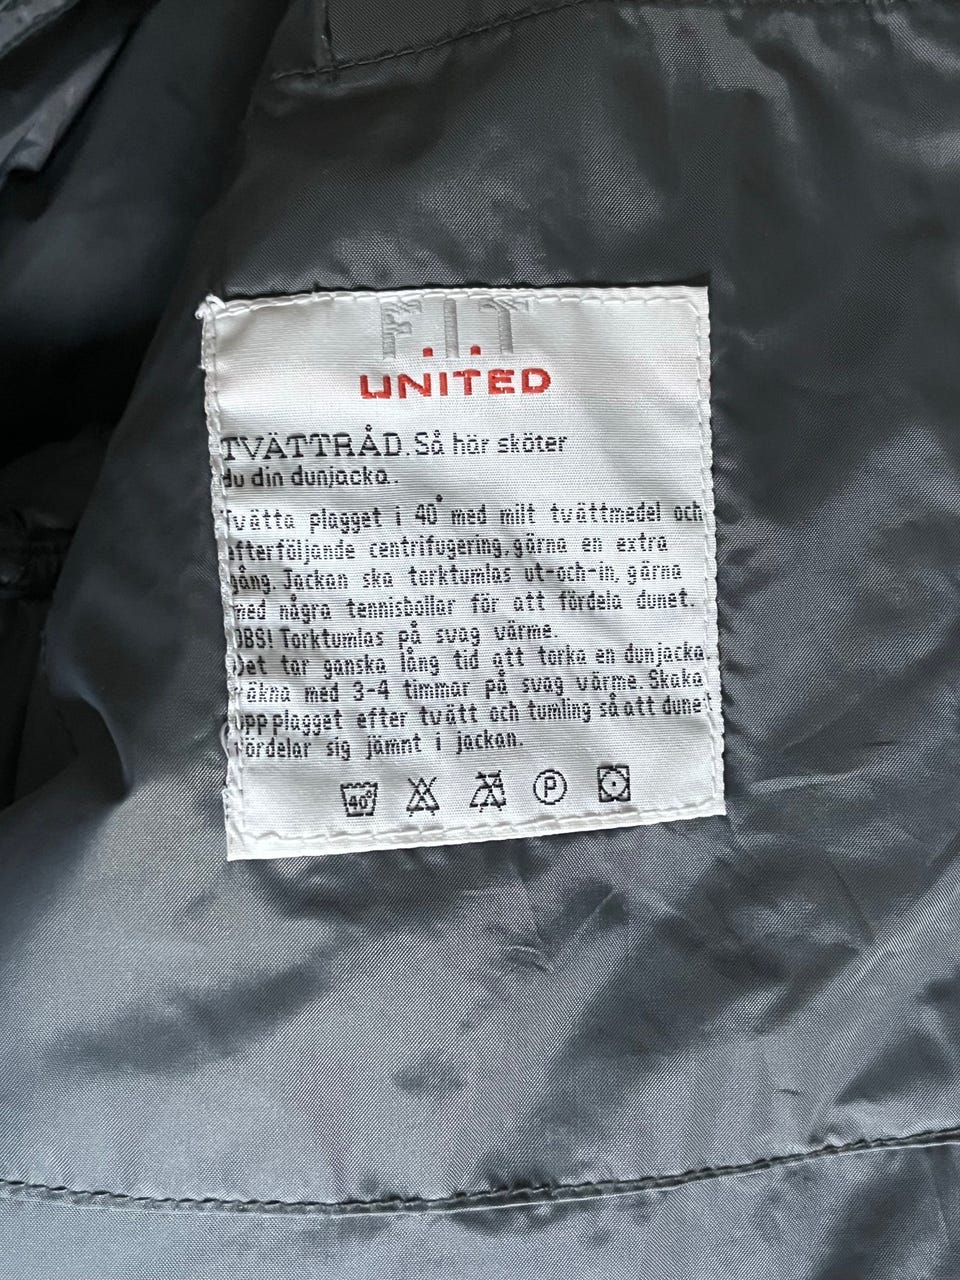 F.I.T
UNITED
TVÄTTRÅD. Så här sköter
du din dunjacka.
Tvätta plagget i 40° med milt tvättmedel och
efterföljande centrifugering, gärna en extra
gång. Jackan ska torktumlas ut-och-in, gärna
med några tennisbollar för att fördela dunet.
OBS! Torktumlas på svag värme.
Det tar ganska lång tid att torka en dunjacka
räkna med 3-4 timmar på svag värme. Skaka
upp plagget efter tvätt och tumling så att dunet
fördelar sig jämnt i jackan.
40° P